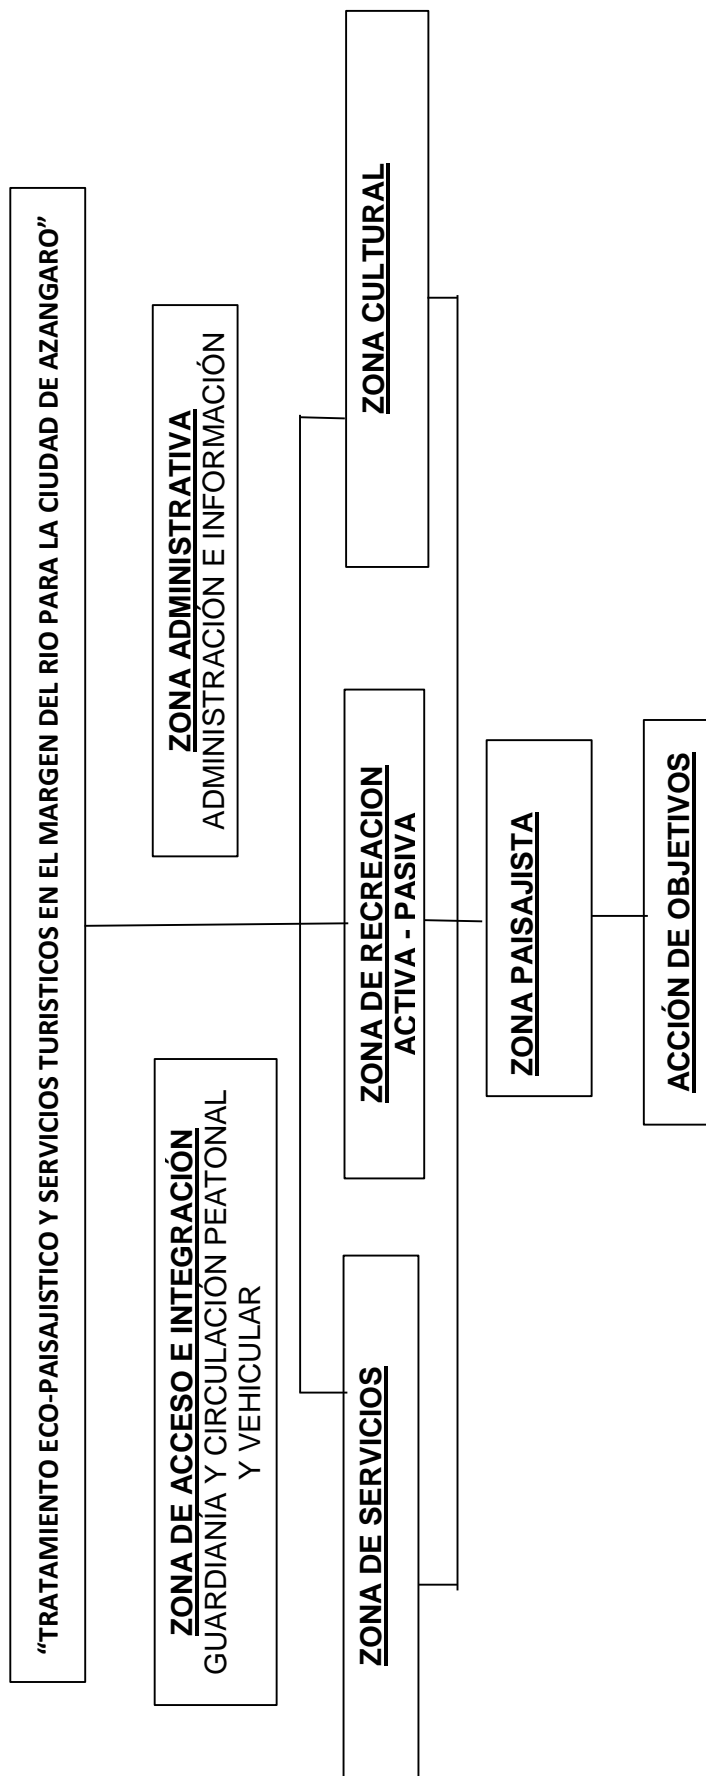 “TRATAMIENTO ECO-PAISAJISTICO Y SERVICIOS TURISTICOS EN EL MARGEN DEL RIO PARA LA CIUDAD DE AZANGARO”
ZONA DE ACCESO E INTEGRACIÓN
GUARDIANÍA Y CIRCULACIÓN PEATONAL
Y VEHICULAR
ZONA ADMINISTRATIVA
ADMINISTRACIÓN E INFORMACIÓN
ZONA DE SERVICIOS
ZONA DE RECREACION
ACTIVA - PASIVA
ZONA CULTURAL
ZONA PAISAJISTA
ACCIÓN DE OBJETIVOS